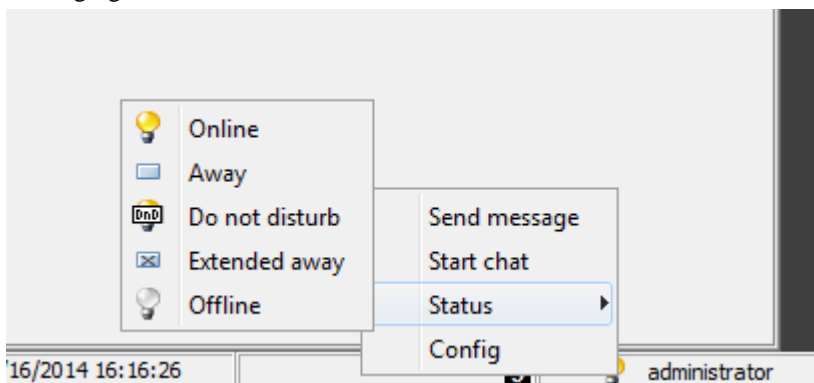 Online
Away
DnD Do not disturb
Extended away
Offline
Send message
Start chat
Status
Config
/16/2014 16:16:26
administrator